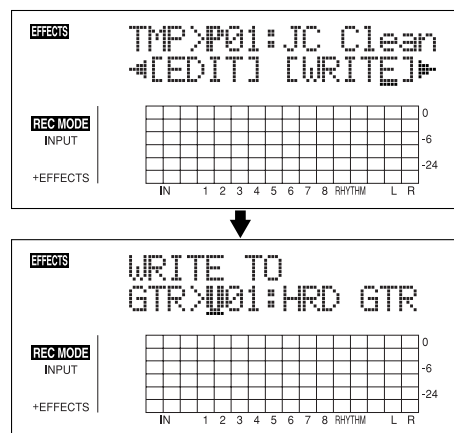 EFFECTS
TMP>P01:JC Clean
◄[EDIT] [WRITE]►
REC MODE
INPUT
+EFFECTS
0
-6
-24
IN 1 2 3 4 5 6 7 8 RHYTHM L R
EFFECTS
WRITE TO
GTR>U01:HRD GTR
REC MODE
INPUT
+EFFECTS
0
-6
-24
IN 1 2 3 4 5 6 7 8 RHYTHM L R